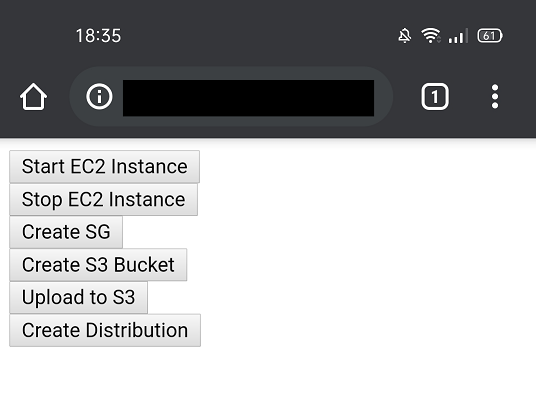 18:35
61
1
Start EC2 Instance
Stop EC2 Instance
Create SG
Create S3 Bucket
Upload to S3
Create Distribution